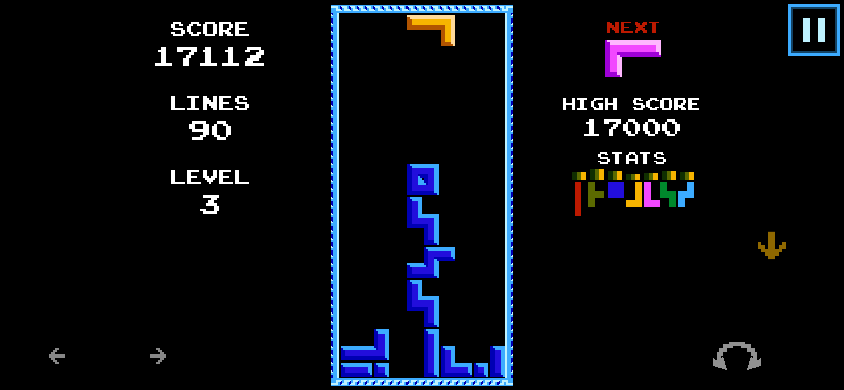 SCORE
17112
LINES
90
LEVEL
3
NEXT
HIGH SCORE
17000
STATS